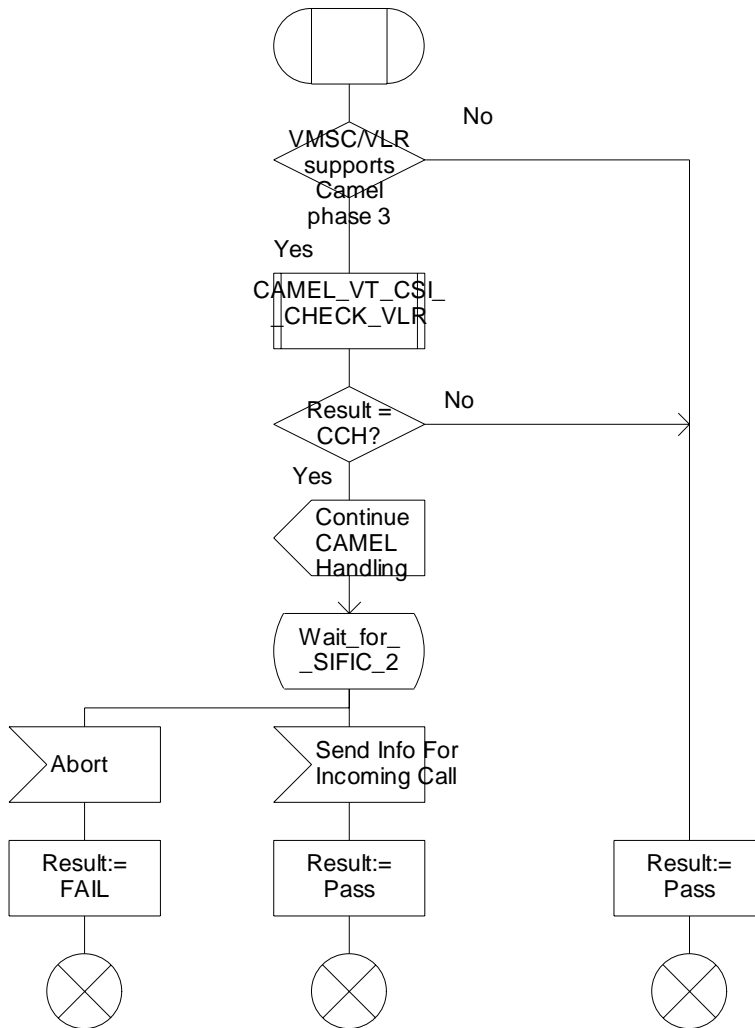 No
VMSC/VLR
supports
Camel
phase 3
Yes
CAMEL_VT_CSI_
_CHECK_VLR
Result =
CCH?
No
Yes
Continue
CAMEL
Handling
Wait_for_
_SIFIC_2
Abort
Send Info For
Incoming Call
Result:=
FAIL
Result:=
Pass
Result:=
Pass